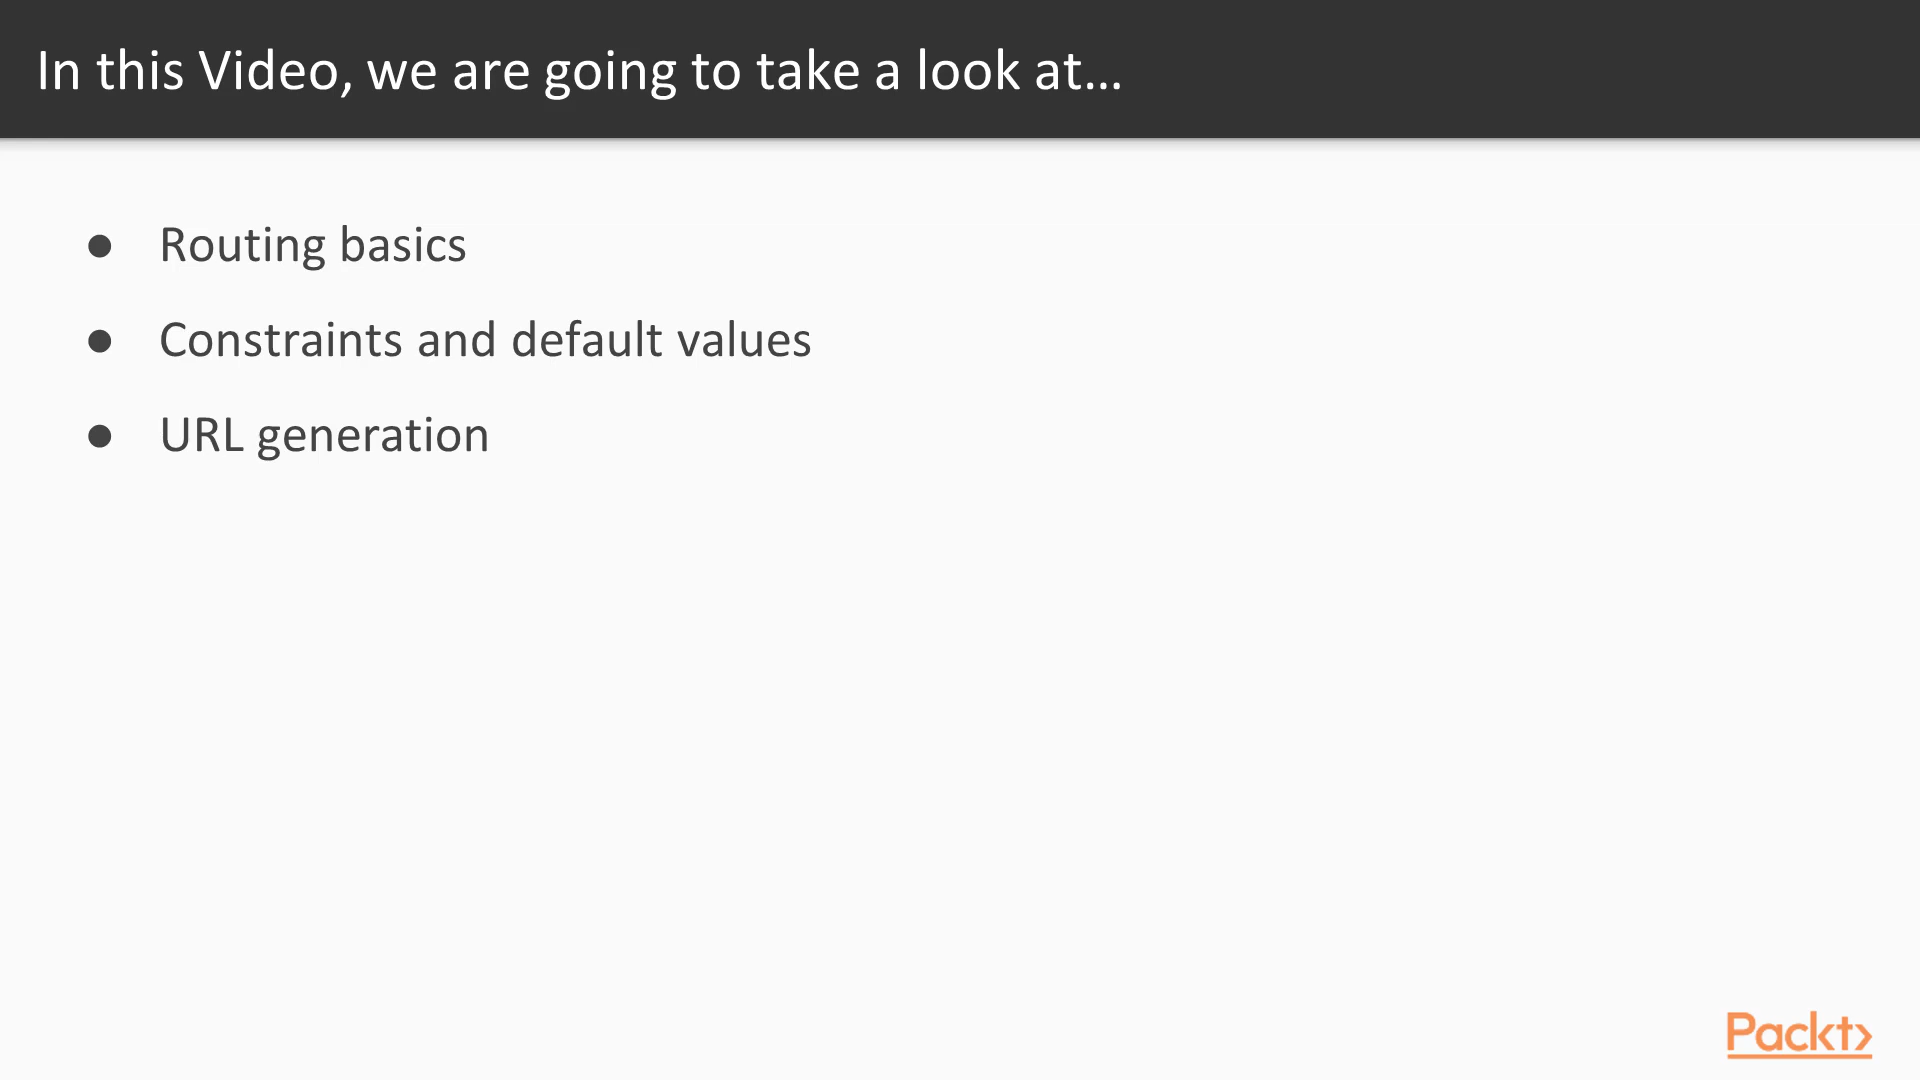 In this Video, we are going to take a look at...
● Routing basics
● Constraints and default values
● URL generation
Packt>